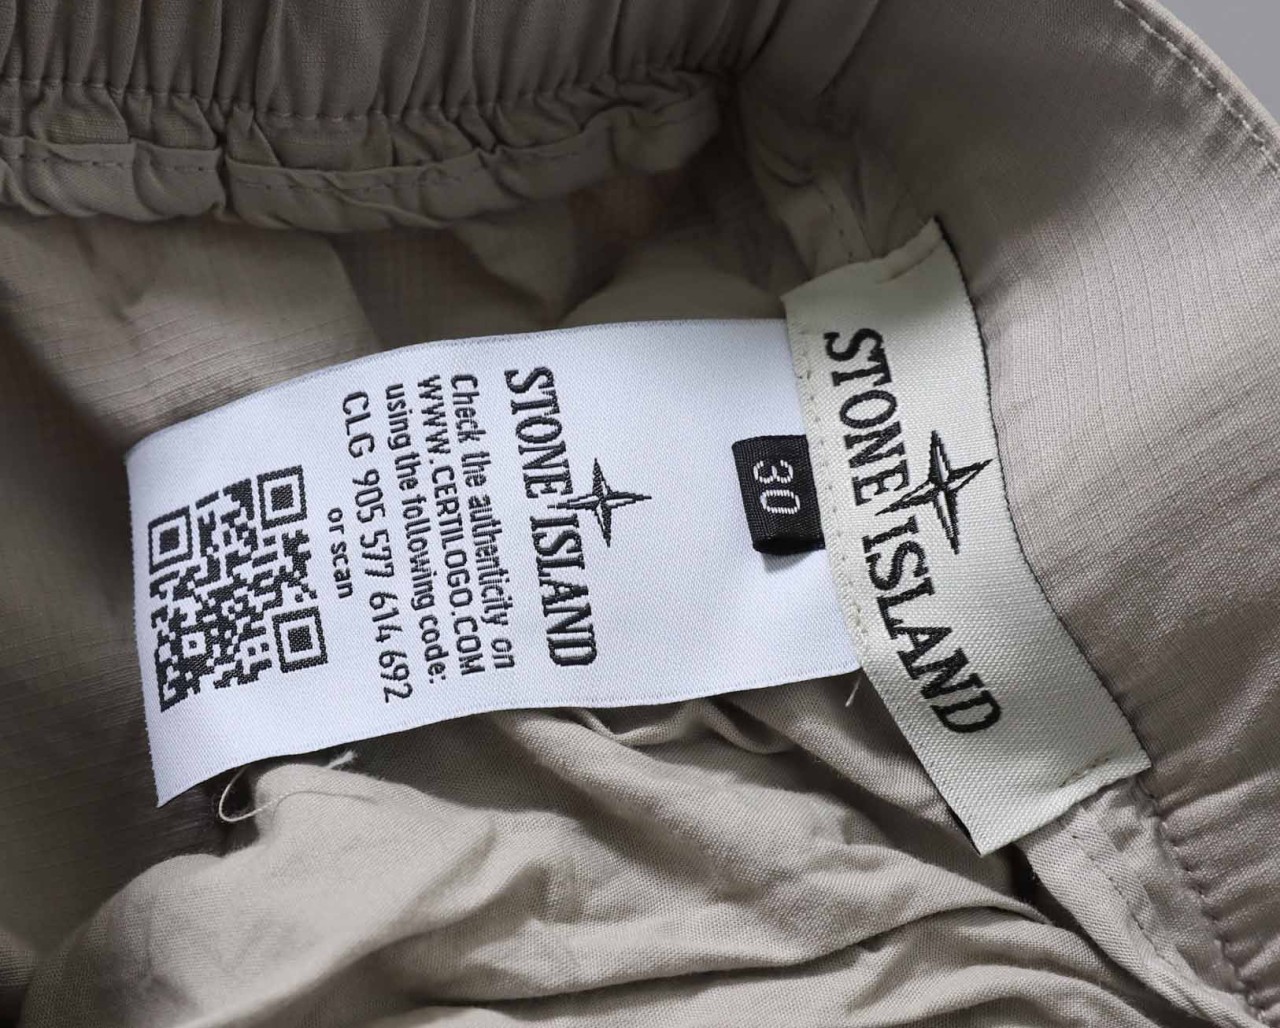 STONE ISLAND
30
STONE ISLAND
Check the authenticity on
WWW.CERTILOGO.COM
using the following code:
CLG 905 577 614 692
or scan